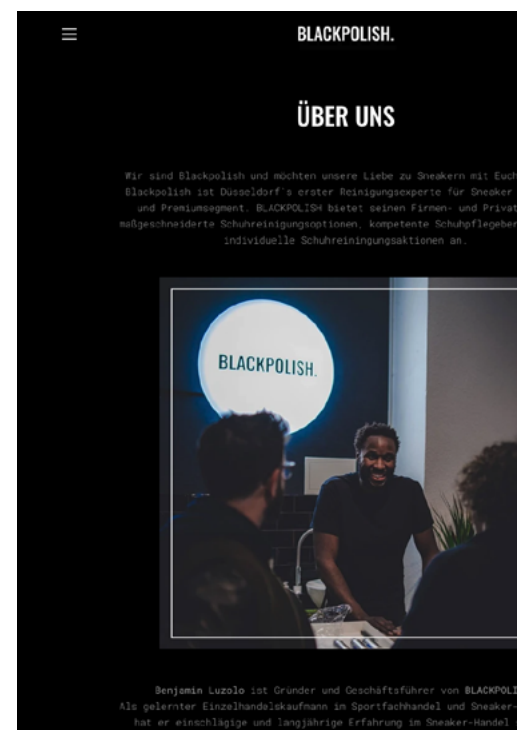 BLACKPOLISH.
ÜBER UNS
Wir sind Blackpolish und möchten unsere Liebe zu Sneakern mit Euch
Blackpolish ist Düsseldorf`s erster Reinigungsexperte für Sneaker
und Premiumsegment. BLACKPOLISH bietet seinen Firmen- und Privat
maßgeschneiderte Schuhreinigungsoptionen, kompetente Schuhpflegeber
individuelle Schuhreiningungsaktionen an.
BLACKPOLISH.
Benjamin Luzolo ist Gründer und Geschäftsführer von BLACKPOLI
Als gelernter Einzelhandelskaufmann im Sportfachhandel und Sneaker-
hat er einschlägige und langjährige Erfahrung im Sneaker-Handel